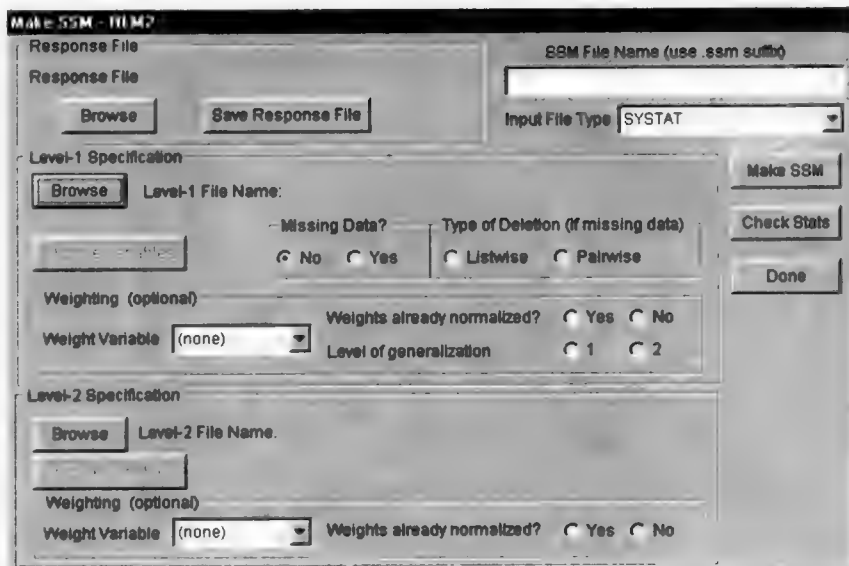 Make SSM - HLM2
Response File
Response File
Browse
Save Response File
SSM File Name (use .ssm suffix)
Input File Type SYSTAT
Level-1 Specification
Browse Level-1 File Name:
Missing Data?
No Yes
Type of Deletion (if missing data)
Listwise Pairwise
Make SSM
Check Stats
Done
Weighting (optional)
Weight Variable (none)
Weights already normalized? Yes No
Level of generalization 1 2
Level-2 Specification
Browse Level-2 File Name.
Weighting (optional)
Weight Variable (none) Weights already normalized? Yes No